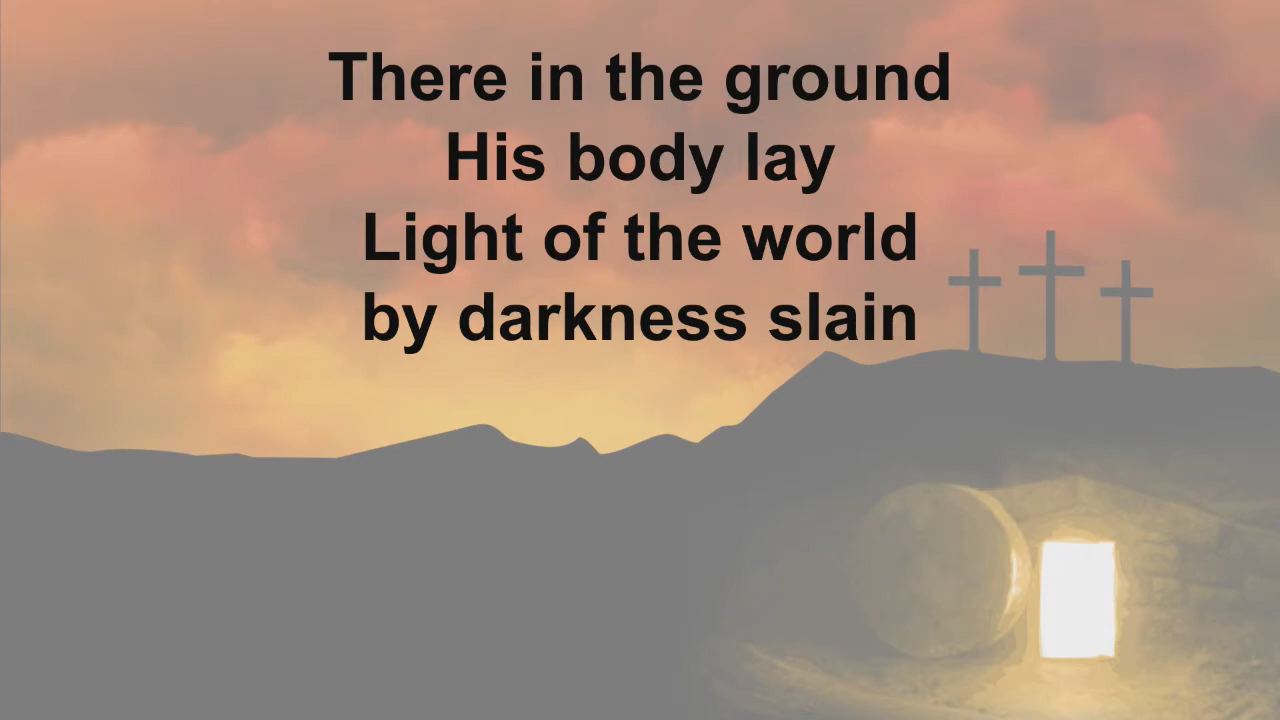 There in the ground
His body lay
Light of the world
by darkness slain